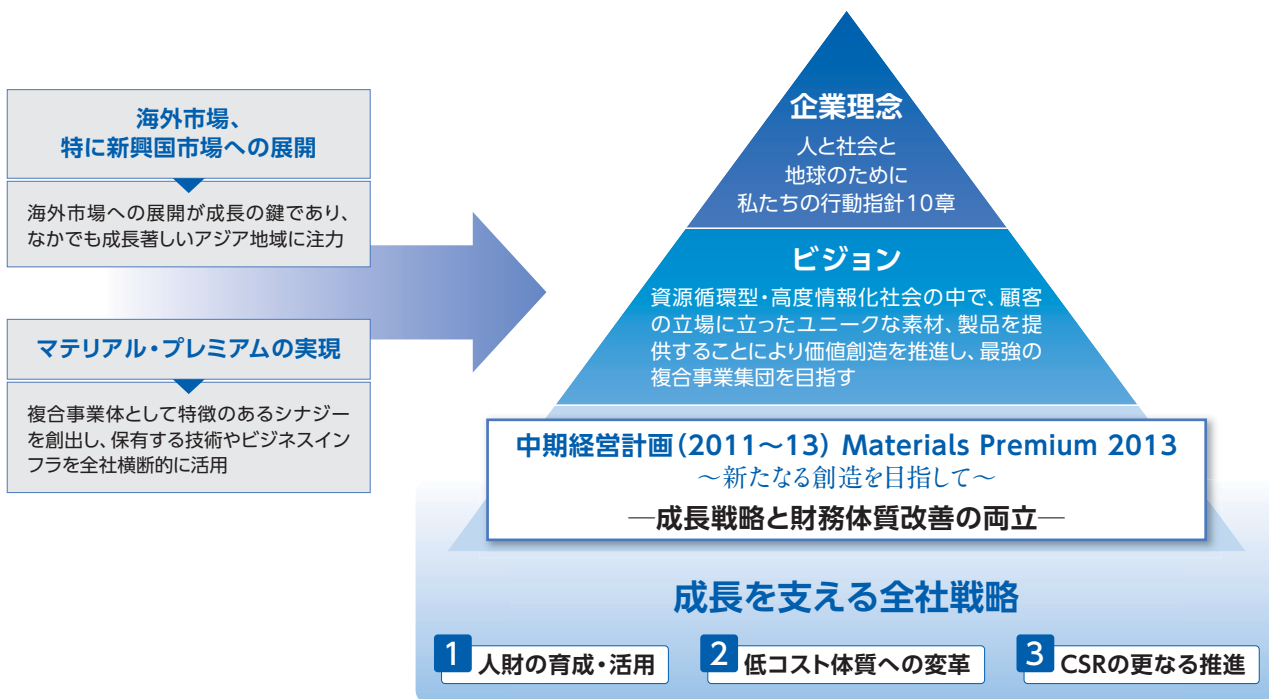 海外市場、
特に新興国市場への展開
海外市場への展開が成長の鍵であり、
なかでも成長著しいアジア地域に注力
マテリアル・プレミアムの実現
複合事業体として特徴のあるシナジー
を創出し、保有する技術やビジネスイン
フラを全社横断的に活用
企業理念
人と社会と
地球のために
私たちの行動指針10章
ビジョン
資源循環型・高度情報化社会の中で、顧客
の立場に立ったユニークな素材、製品を提
供することにより価値創造を推進し、最強の
複合事業集団を目指す
中期経営計画(2011〜13) Materials Premium 2013
〜新たなる創造を目指して〜
—成長戦略と財務体質改善の両立—
成長を支える全社戦略
1 人財の育成・活用
2 低コスト体質への変革
3 CSRの更なる推進